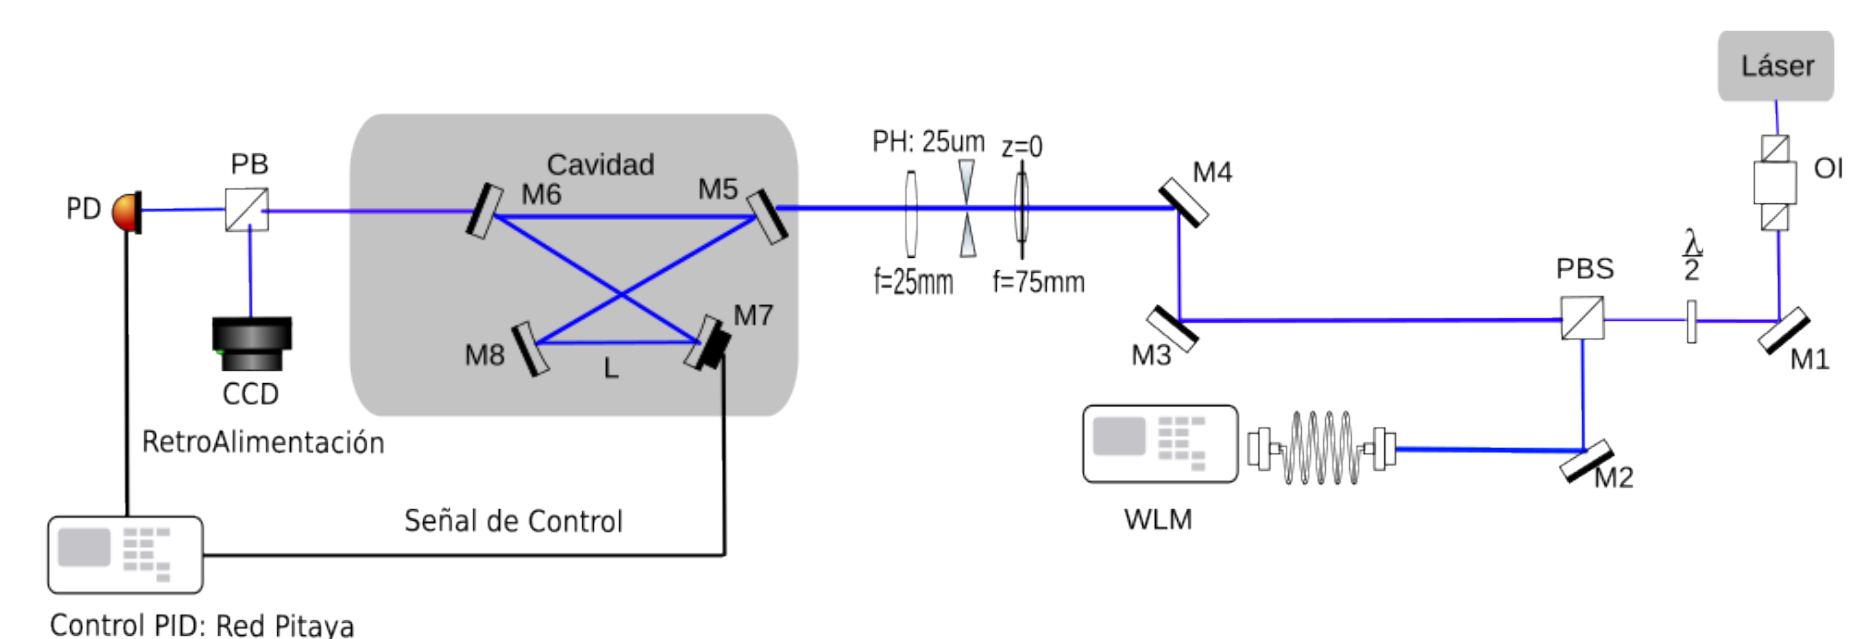 Láser
OI
M4
PH: 25um
z=0
PB
Cavidad
M6
M5
PD
λ
2
PBS
f=25mm
f=75mm
M7
M3
M8
L
M1
CCD
RetroAlimentación
M2
Señal de Control
WLM
Control PID: Red Pitaya